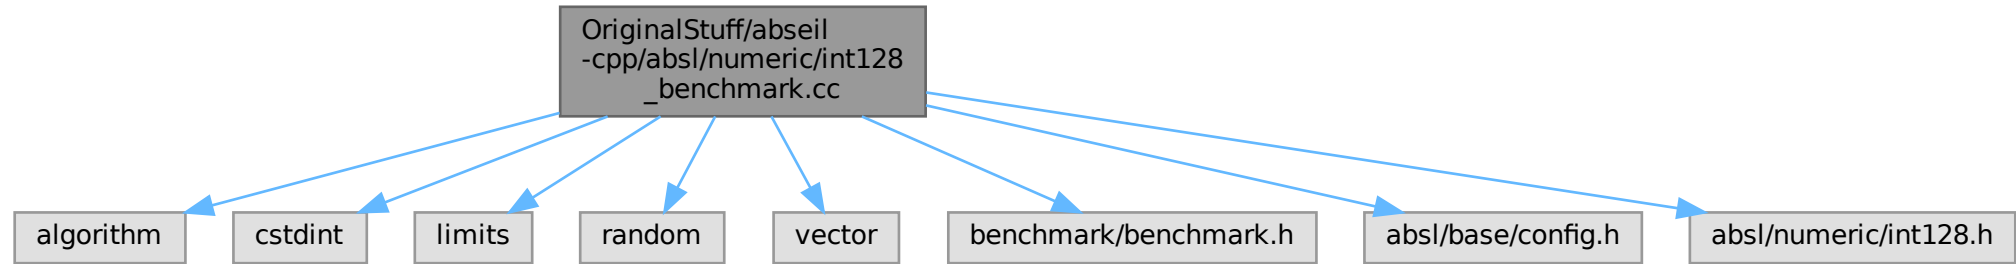 OriginalStuff/abseil
-cpp/absl/numeric/int128
_benchmark.cc
algorithm
cstdint
limits
random
vector
benchmark/benchmark.h
absl/base/config.h
absl/numeric/int128.h